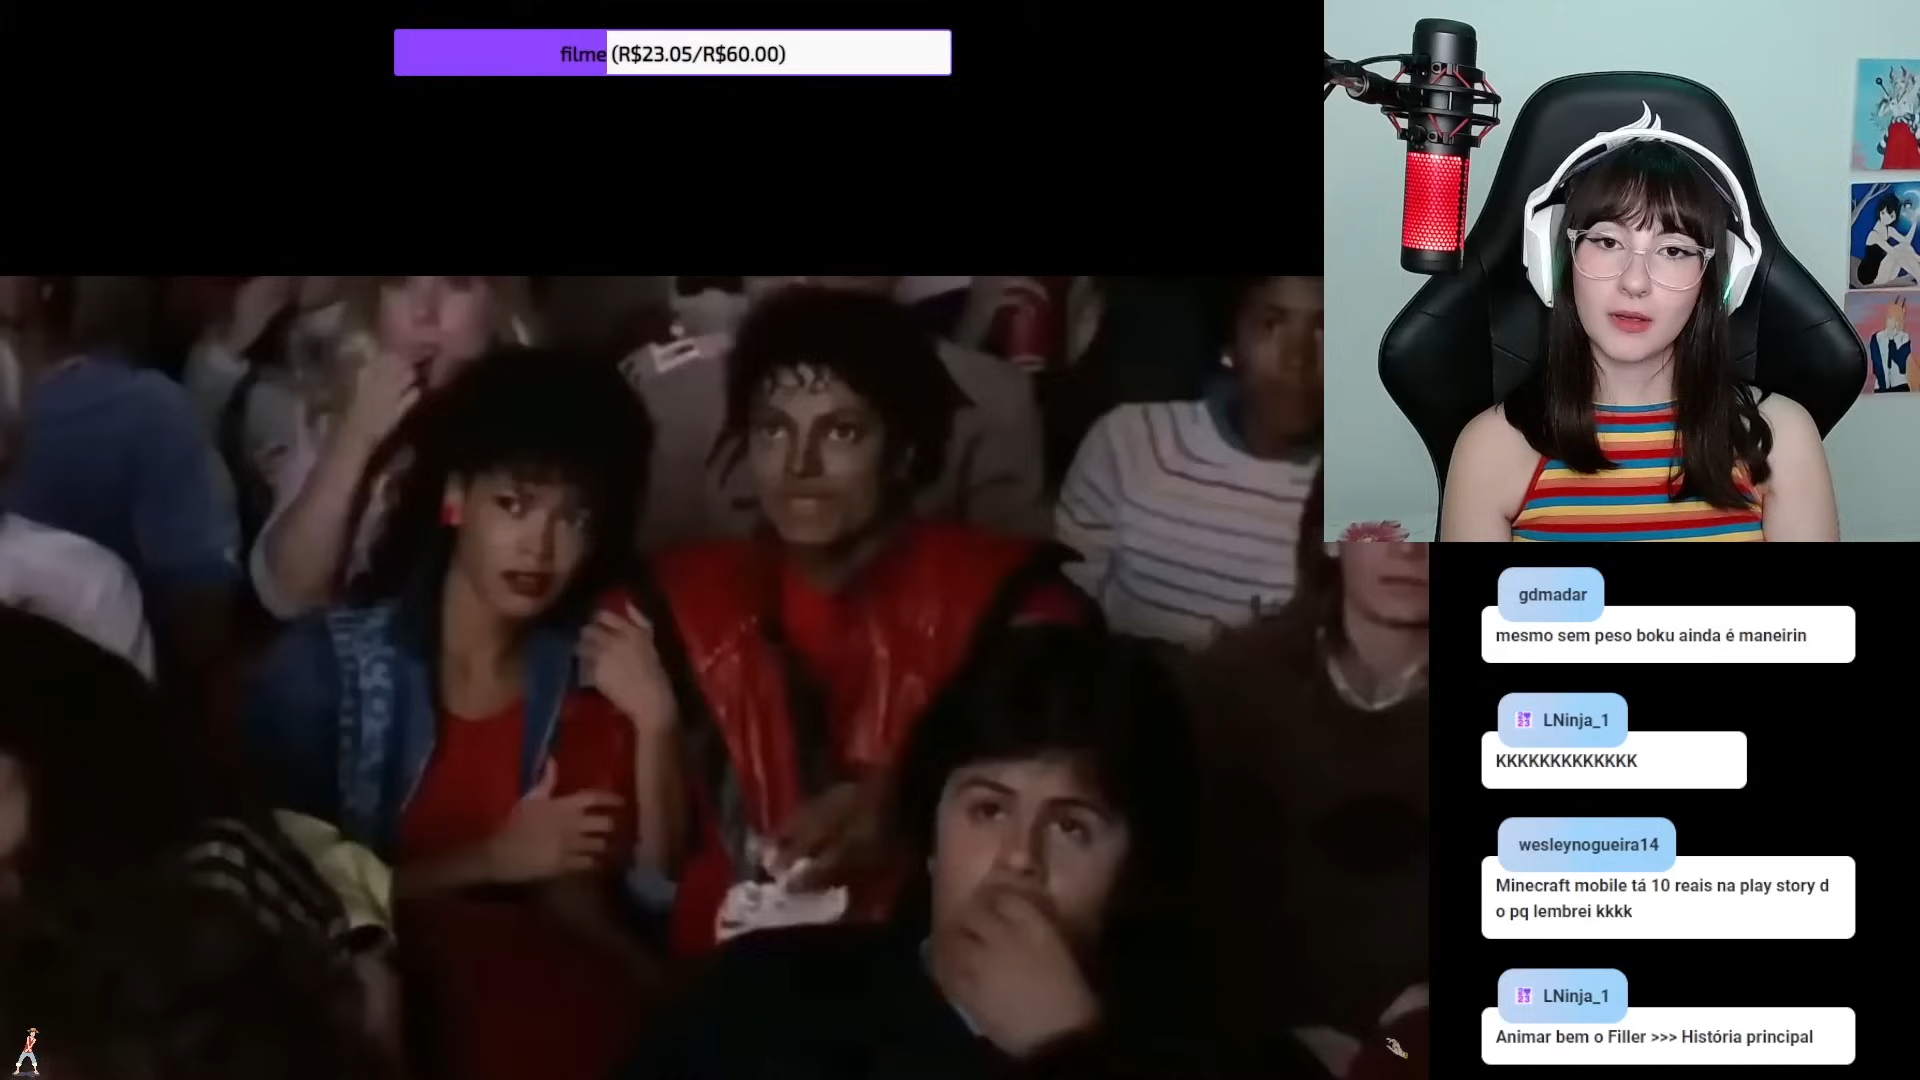 filme (R$23.05/R$60.00)
gdmadar
mesmo sem peso boku ainda é maneirin
LNinja_1
KKKKKKKKKKKKK
wesleynogueira14
Minecraft mobile tá 10 reais na play story d
o pq lembrei kkkk
LNinja_1
Animar bem o Filler >>> História principal